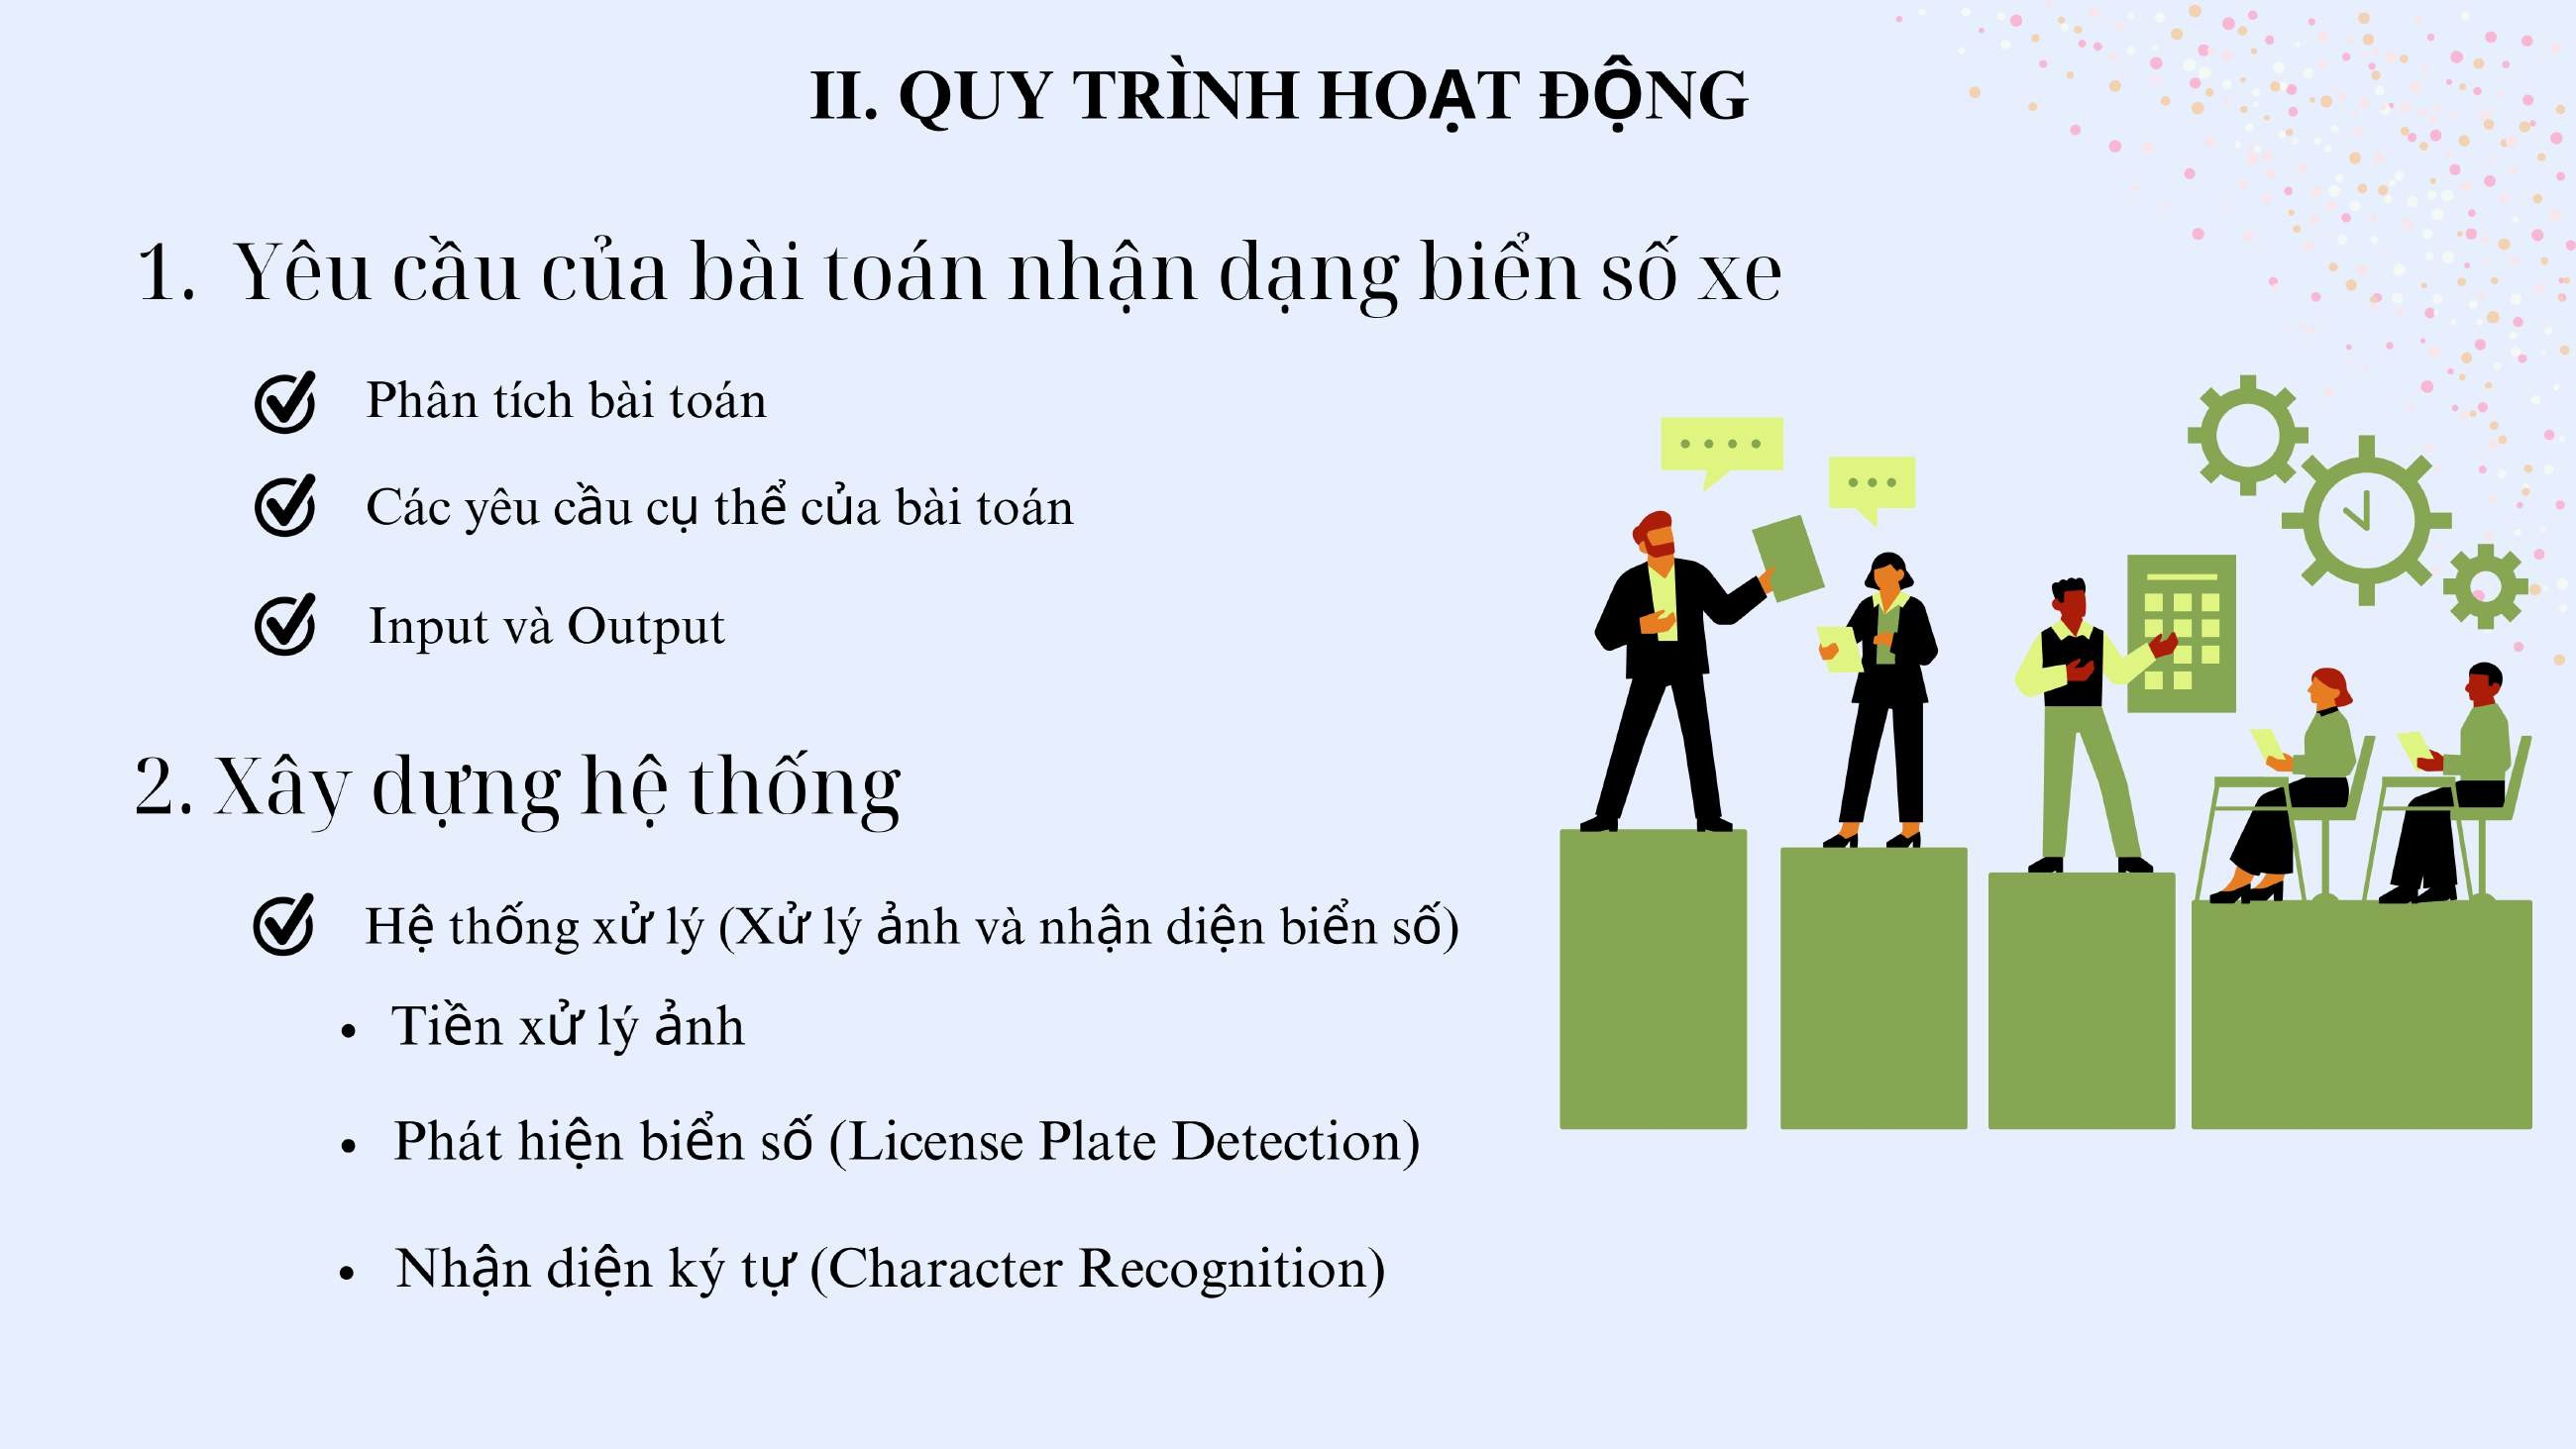 II. QUY TRÌNH HOẠT ĐỘNG
1. Yêu cầu của bài toán nhận dạng biển số xe
Phân tích bài toán
Các yêu cầu cụ thể của bài toán
Input và Output
2. Xây dựng hệ thống
Hệ thống xử lý (Xử lý ảnh và nhận diện biển số)
• Tiền xử lý ảnh
• Phát hiện biển số (License Plate Detection)
• Nhận diện ký tự (Character Recognition)